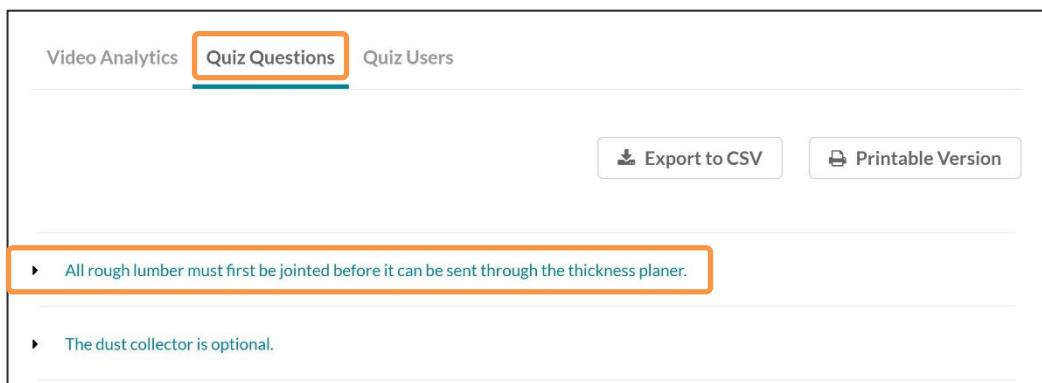 Video Analytics Quiz Questions Quiz Users
Export to CSV Printable Version
All rough lumber must first be jointed before it can be sent through the thickness planer.
The dust collector is optional.